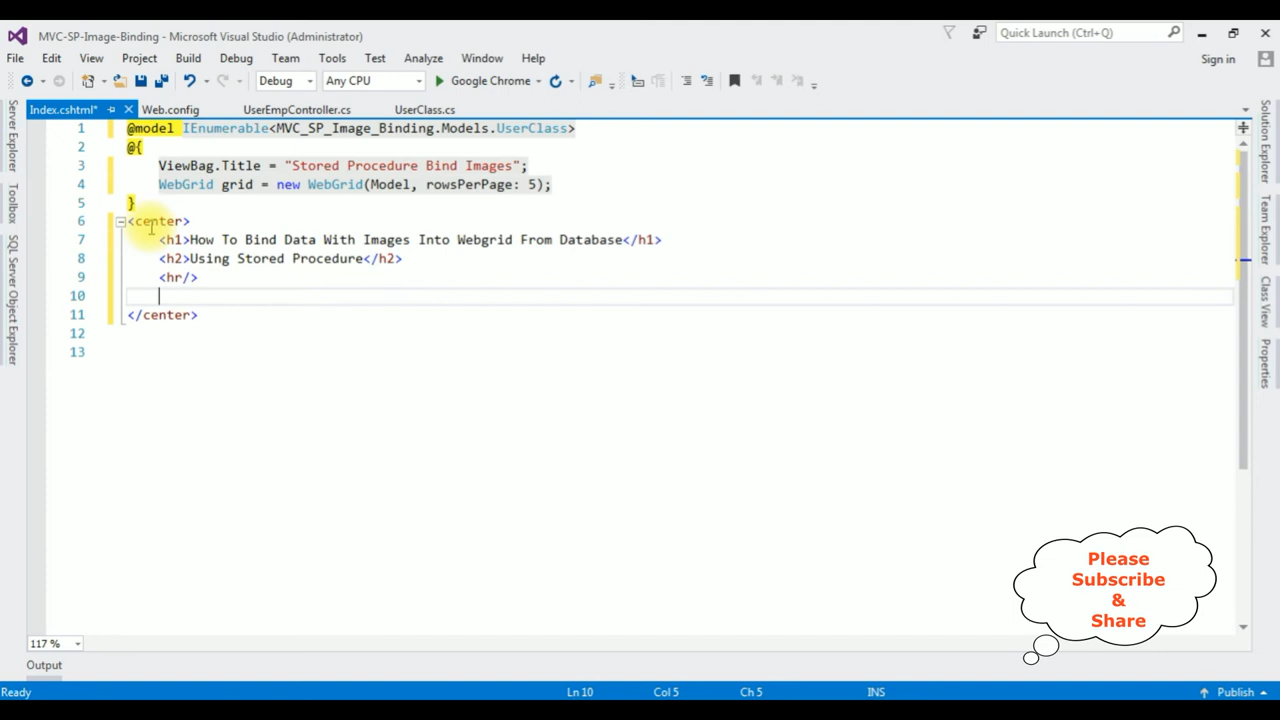 MVC-SP-Image-Binding - Microsoft Visual Studio (Administrator)
Quick Launch (Ctrl+Q)
File Edit View Project Build Debug Team Tools Test Analyze Window Help
Sign in
Debug Any CPU Google Chrome
Index.cshtml* Web.config UserEmpController.cs UserClass.cs
Server Explorer
Toolbox
SQL Server Object Explorer
1 @model IEnumerable<MVC_SP_Image_Binding.Models.UserClass>
2 @{
3 ViewBag.Title = "Stored Procedure Bind Images";
4 WebGrid grid = new WebGrid(Model, rowsPerPage: 5);
5 }
6 <center>
7 <h1>How To Bind Data With Images Into Webgrid From Database</h1>
8 <h2>Using Stored Procedure</h2>
9 <hr/>
10
11 </center>
12
13
Solution Explorer
Team Explorer
Class View
Properties
Please
Subscribe
&
Share
117 %
Output
Ready Ln 10 Col 5 Ch 5 INS Publish